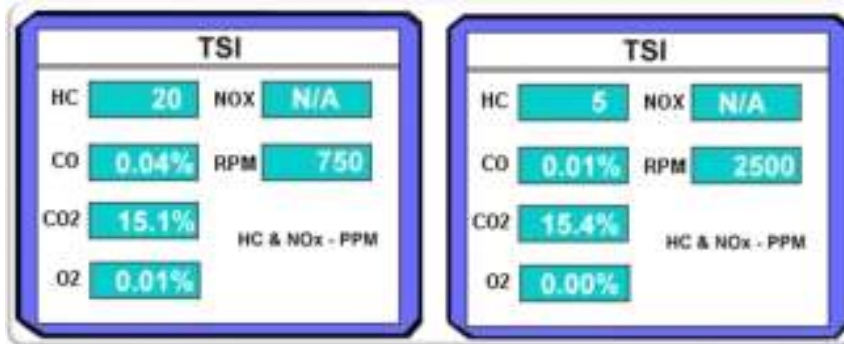 TSI
HC 20 NOX N/A
CO 0.04% RPM 750
CO2 15.1%
HC & NOx - PPM
O2 0.01%
TSI
HC 5 NOX N/A
CO 0.01% RPM 2500
CO2 15.4%
HC & NOx - PPM
O2 0.00%